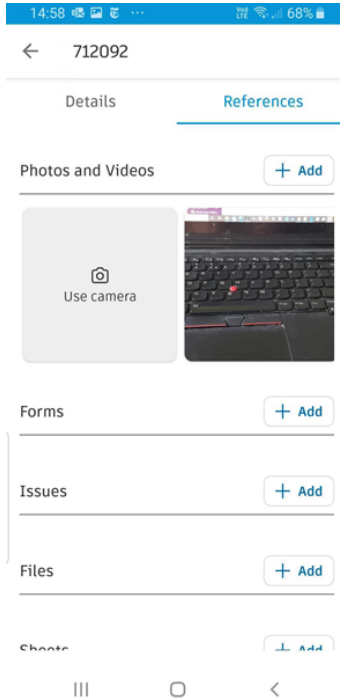 14:58 ... 68%
712092
Details References
Photos and Videos + Add
Use camera
Forms + Add
Issues + Add
Files + Add
Sheets + Add